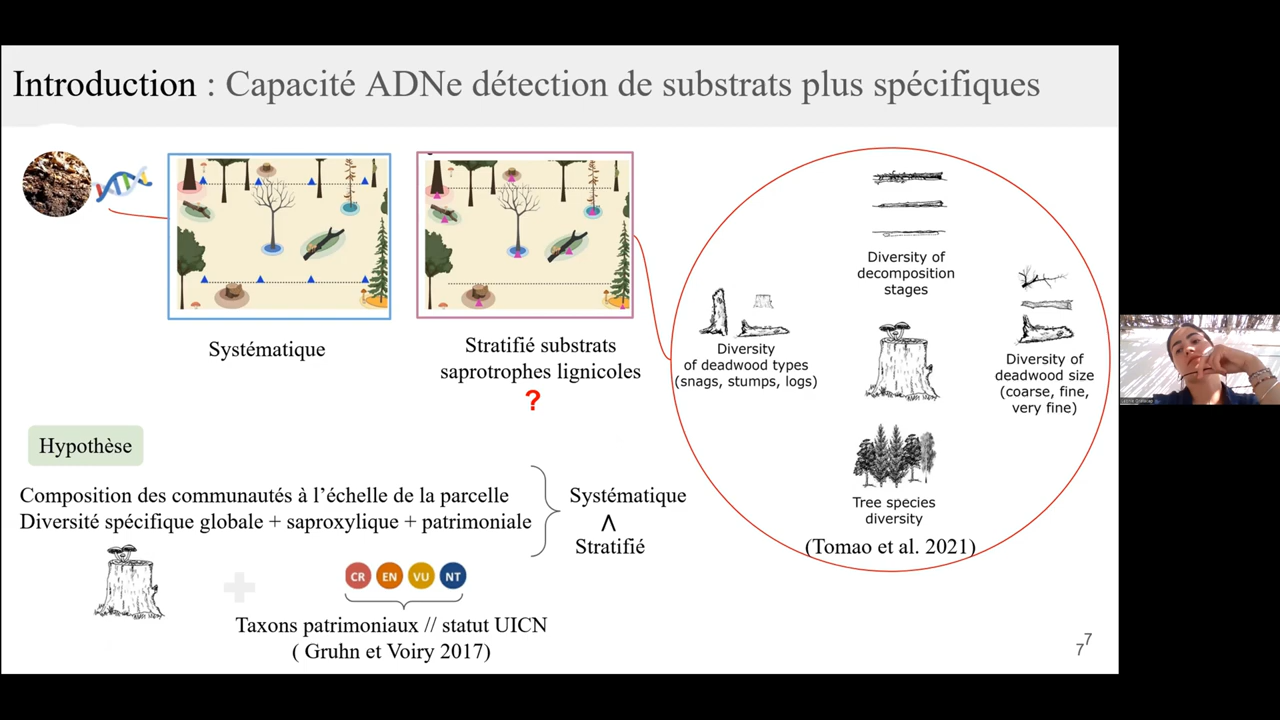 Introduction : Capacité ADNe détection de substrats plus spécifiques
Systématique
Stratifié substrats
saprotrophes lignicoles
?
Diversity of
decomposition
stages
Diversity
of deadwood types
(snags, stumps, logs)
Diversity of
deadwood size
(coarse, fine,
very fine)
Tree species
diversity
(Tomao et al. 2021)
Hypothèse
Composition des communautés à l'échelle de la parcelle
Diversité spécifique globale + saproxylique + patrimoniale
Systématique
<
Stratifié
CR EN VU NT
Taxons patrimoniaux // statut UICN
( Gruhn et Voiry 2017)
7
7